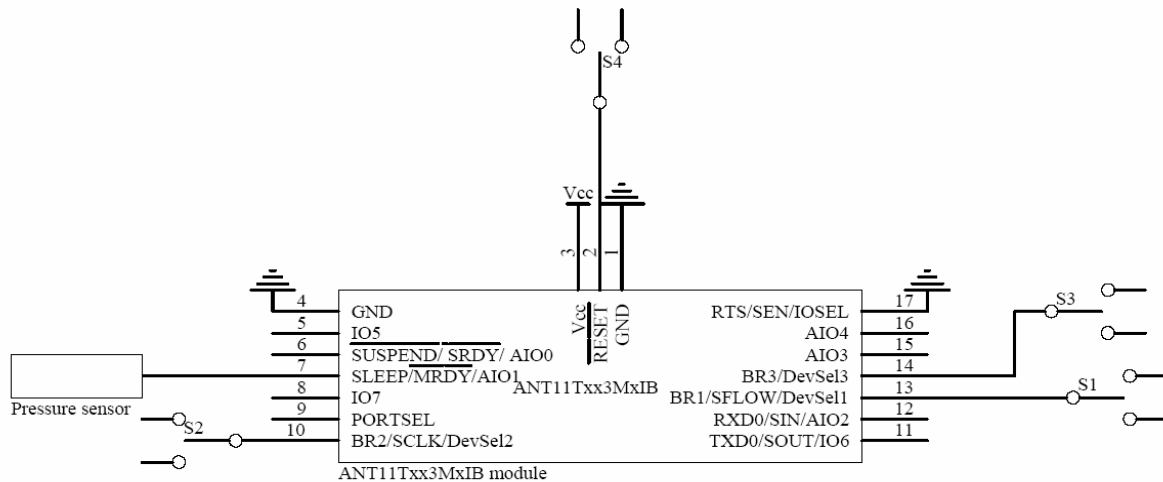 S4
Vcc
3
2
1
4
GND
5
IO5
6
SUSPEND/ SRDY/ AIO0
7
SLEEP/MRDY/AIO1
8
IO7
9
PORTSEL
10
BR2/SCLK/DevSel2
Vcc
RESET
GND
ANT11Txx3MxIB
RTS/SEN/IOSEL
17
AIO4
16
AIO3
15
BR3/DevSel3
14
BR1/SFLOW/DevSel1
13
RXD0/SIN/AIO2
12
TXD0/SOUT/IO6
11
S3
S1
Pressure sensor
S2
ANT11Txx3MxIB module